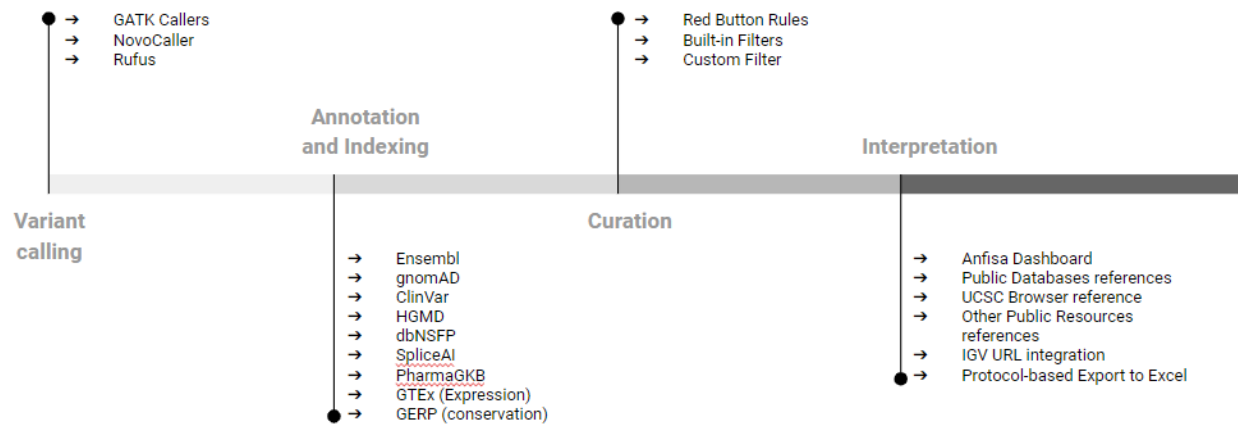 → GATK Callers
→ NovoCaller
→ Rufus
→ Red Button Rules
→ Built-in Filters
→ Custom Filter
Annotation
and Indexing
Interpretation
Variant
calling
Curation
→ Ensembl
→ gnomAD
→ ClinVar
→ HGMD
→ dbNSFP
→ SpliceAI
→ PharmaGKB
→ GTEx (Expression)
→ GERP (conservation)
→ Anfisa Dashboard
→ Public Databases references
→ UCSC Browser reference
→ Other Public Resources
references
→ IGV URL integration
→ Protocol-based Export to Excel